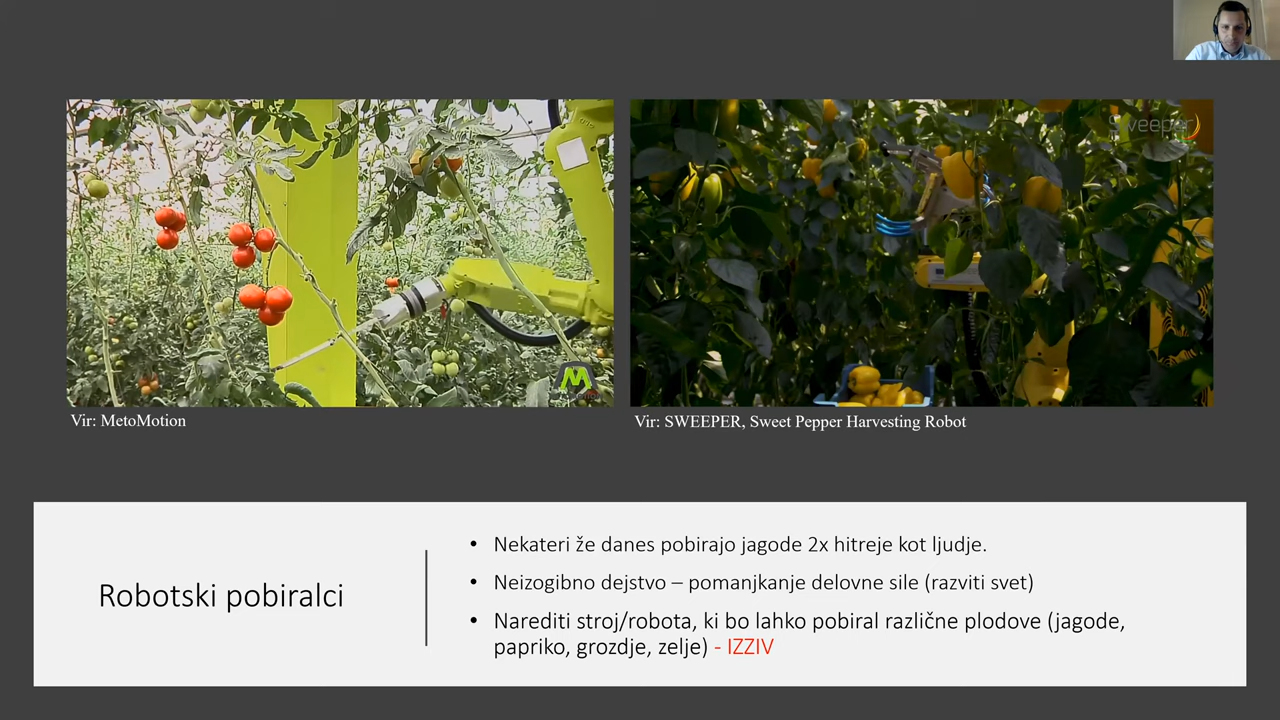 Sweeper
Vir: MetoMotion
Vir: SWEEPER, Sweet Pepper Harvesting Robot
Robotski pobiralci
• Nekateri že danes pobirajo jagode 2x hitreje kot ljudje.
• Neizogibno dejstvo – pomanjkanje delovne sile (razviti svet)
• Narediti stroj/robota, ki bo lahko pobiral različne plodove (jagode,
papriko, grozdje, zelje) - IZZIV